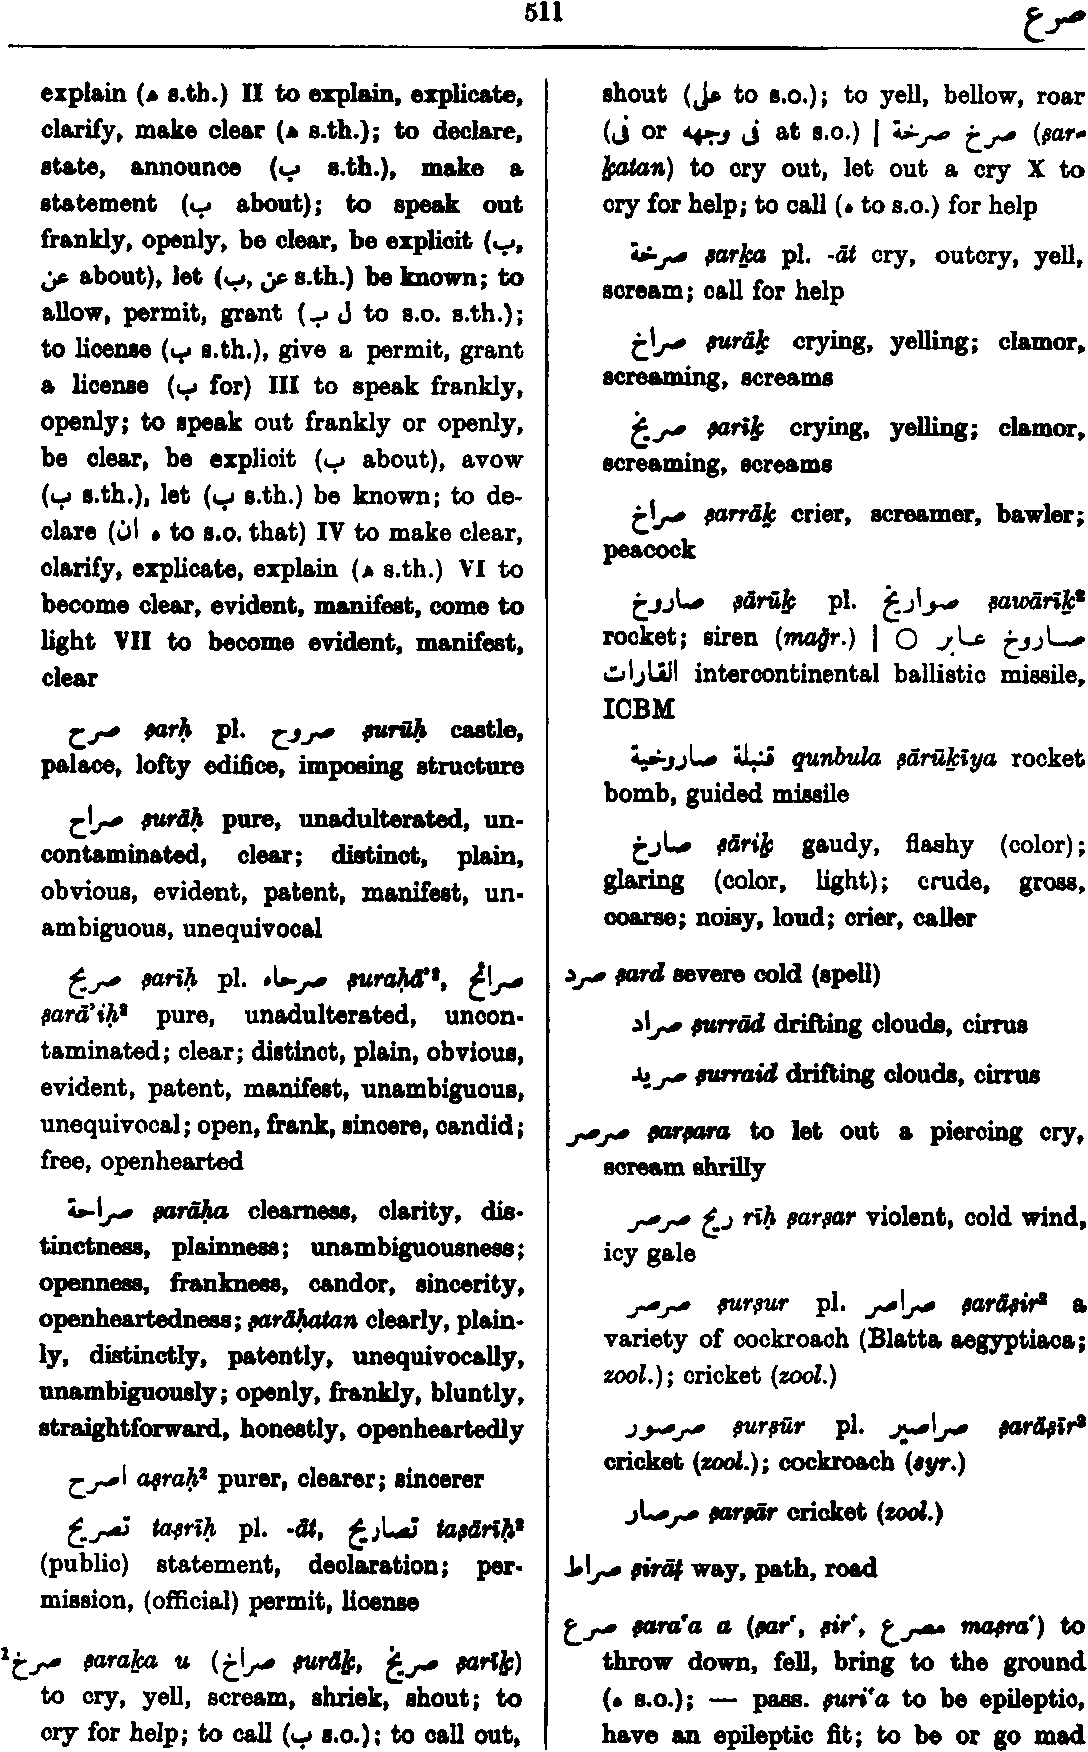 511
صرع
explain (ه s.th.) II to explain, explicate,
clarify, make clear (ه s.th.); to declare,
state, announce (ب s.th.), make a
statement (ب about); to speak out
frankly, openly, be clear, be explicit (ب,
عن about), let (ب, عن s.th.) be known; to
allow, permit, grant (ل ب to s.o. s.th.);
to license (ب s.th.), give a permit, grant
a license (ب for) III to speak frankly,
openly; to speak out frankly or openly,
be clear, be explicit (ب about), avow
(ب s.th.), let (ب s.th.) be known; to de-
clare (ه ان to s.o. that) IV to make clear,
clarify, explicate, explain (ه s.th.) VI to
become clear, evident, manifest, come to
light VII to become evident, manifest,
clear
صرح ṣarḥ pl. صروح ṣurūḥ castle,
palace, lofty edifice, imposing structure
صراح ṣurāḥ pure, unadulterated, un-
contaminated, clear; distinct, plain,
obvious, evident, patent, manifest, un-
ambiguous, unequivocal
صريح ṣarīḥ pl. صرحاء ṣuraḥā'², صرائح
ṣarā'iḥ² pure, unadulterated, uncon-
taminated; clear; distinct, plain, obvious,
evident, patent, manifest, unambiguous,
unequivocal; open, frank, sincere, candid;
free, openhearted
صراحة ṣarāḥa clearness, clarity, dis-
tinctness, plainness; unambiguousness;
openness, frankness, candor, sincerity,
openheartedness; ṣarāḥatan clearly, plain-
ly, distinctly, patently, unequivocally,
unambiguously; openly, frankly, bluntly,
straightforward, honestly, openheartedly
اصرح aṣraḥ² purer, clearer; sincerer
تصريح taṣrīḥ pl. -āt, تصاريح taṣārīḥ²
(public) statement, declaration; per-
mission, (official) permit, license
¹صرخ ṣaraḵa u (صراخ ṣurāḵ, صريخ ṣarīḵ)
to cry, yell, scream, shriek, shout; to
cry for help; to call (ب s.o.); to call out,
shout (على to s.o.); to yell, bellow, roar
(فى or فى وجهه at s.o.) | صرخ صرخة (ṣar-
ḵatan) to cry out, let out a cry X to
cry for help; to call (ه to s.o.) for help
صرخة ṣarḵa pl. -āt cry, outcry, yell,
scream; call for help
صراخ ṣurāḵ crying, yelling; clamor,
screaming, screams
صريخ ṣarīḵ crying, yelling; clamor,
screaming, screams
صراخ ṣarrāḵ crier, screamer, bawler;
peacock
صاروخ ṣārūḵ pl. صواريخ ṣawārīḵ²
rocket; siren (maḡr.) | ○ صاروخ عابر
القارات intercontinental ballistic missile,
ICBM
قنبلة صاروخية qunbula ṣārūḵīya rocket
bomb, guided missile
صارخ ṣāriḵ gaudy, flashy (color);
glaring (color, light); crude, gross,
coarse; noisy, loud; crier, caller
صرد ṣard severe cold (spell)
صراد ṣurrād drifting clouds, cirrus
صريد ṣurraid drifting clouds, cirrus
صرصر ṣarṣara to let out a piercing cry,
scream shrilly
ريح صرصر rīḥ ṣarṣar violent, cold wind,
icy gale
صرصر ṣurṣur pl. صراصر ṣarāṣir² a
variety of cockroach (Blatta aegyptiaca;
zool.); cricket (zool.)
صرصور ṣurṣūr pl. صراصير ṣarāṣīr²
cricket (zool.); cockroach (syr.)
صرصار ṣarṣār cricket (zool.)
صراط ṣirāṭ way, path, road
صرع ṣara‘a a (ṣar‘, ṣir‘, مصرع maṣra‘) to
throw down, fell, bring to the ground
(ه s.o.); — pass. ṣuri‘a to be epileptic,
have an epileptic fit; to be or go mad